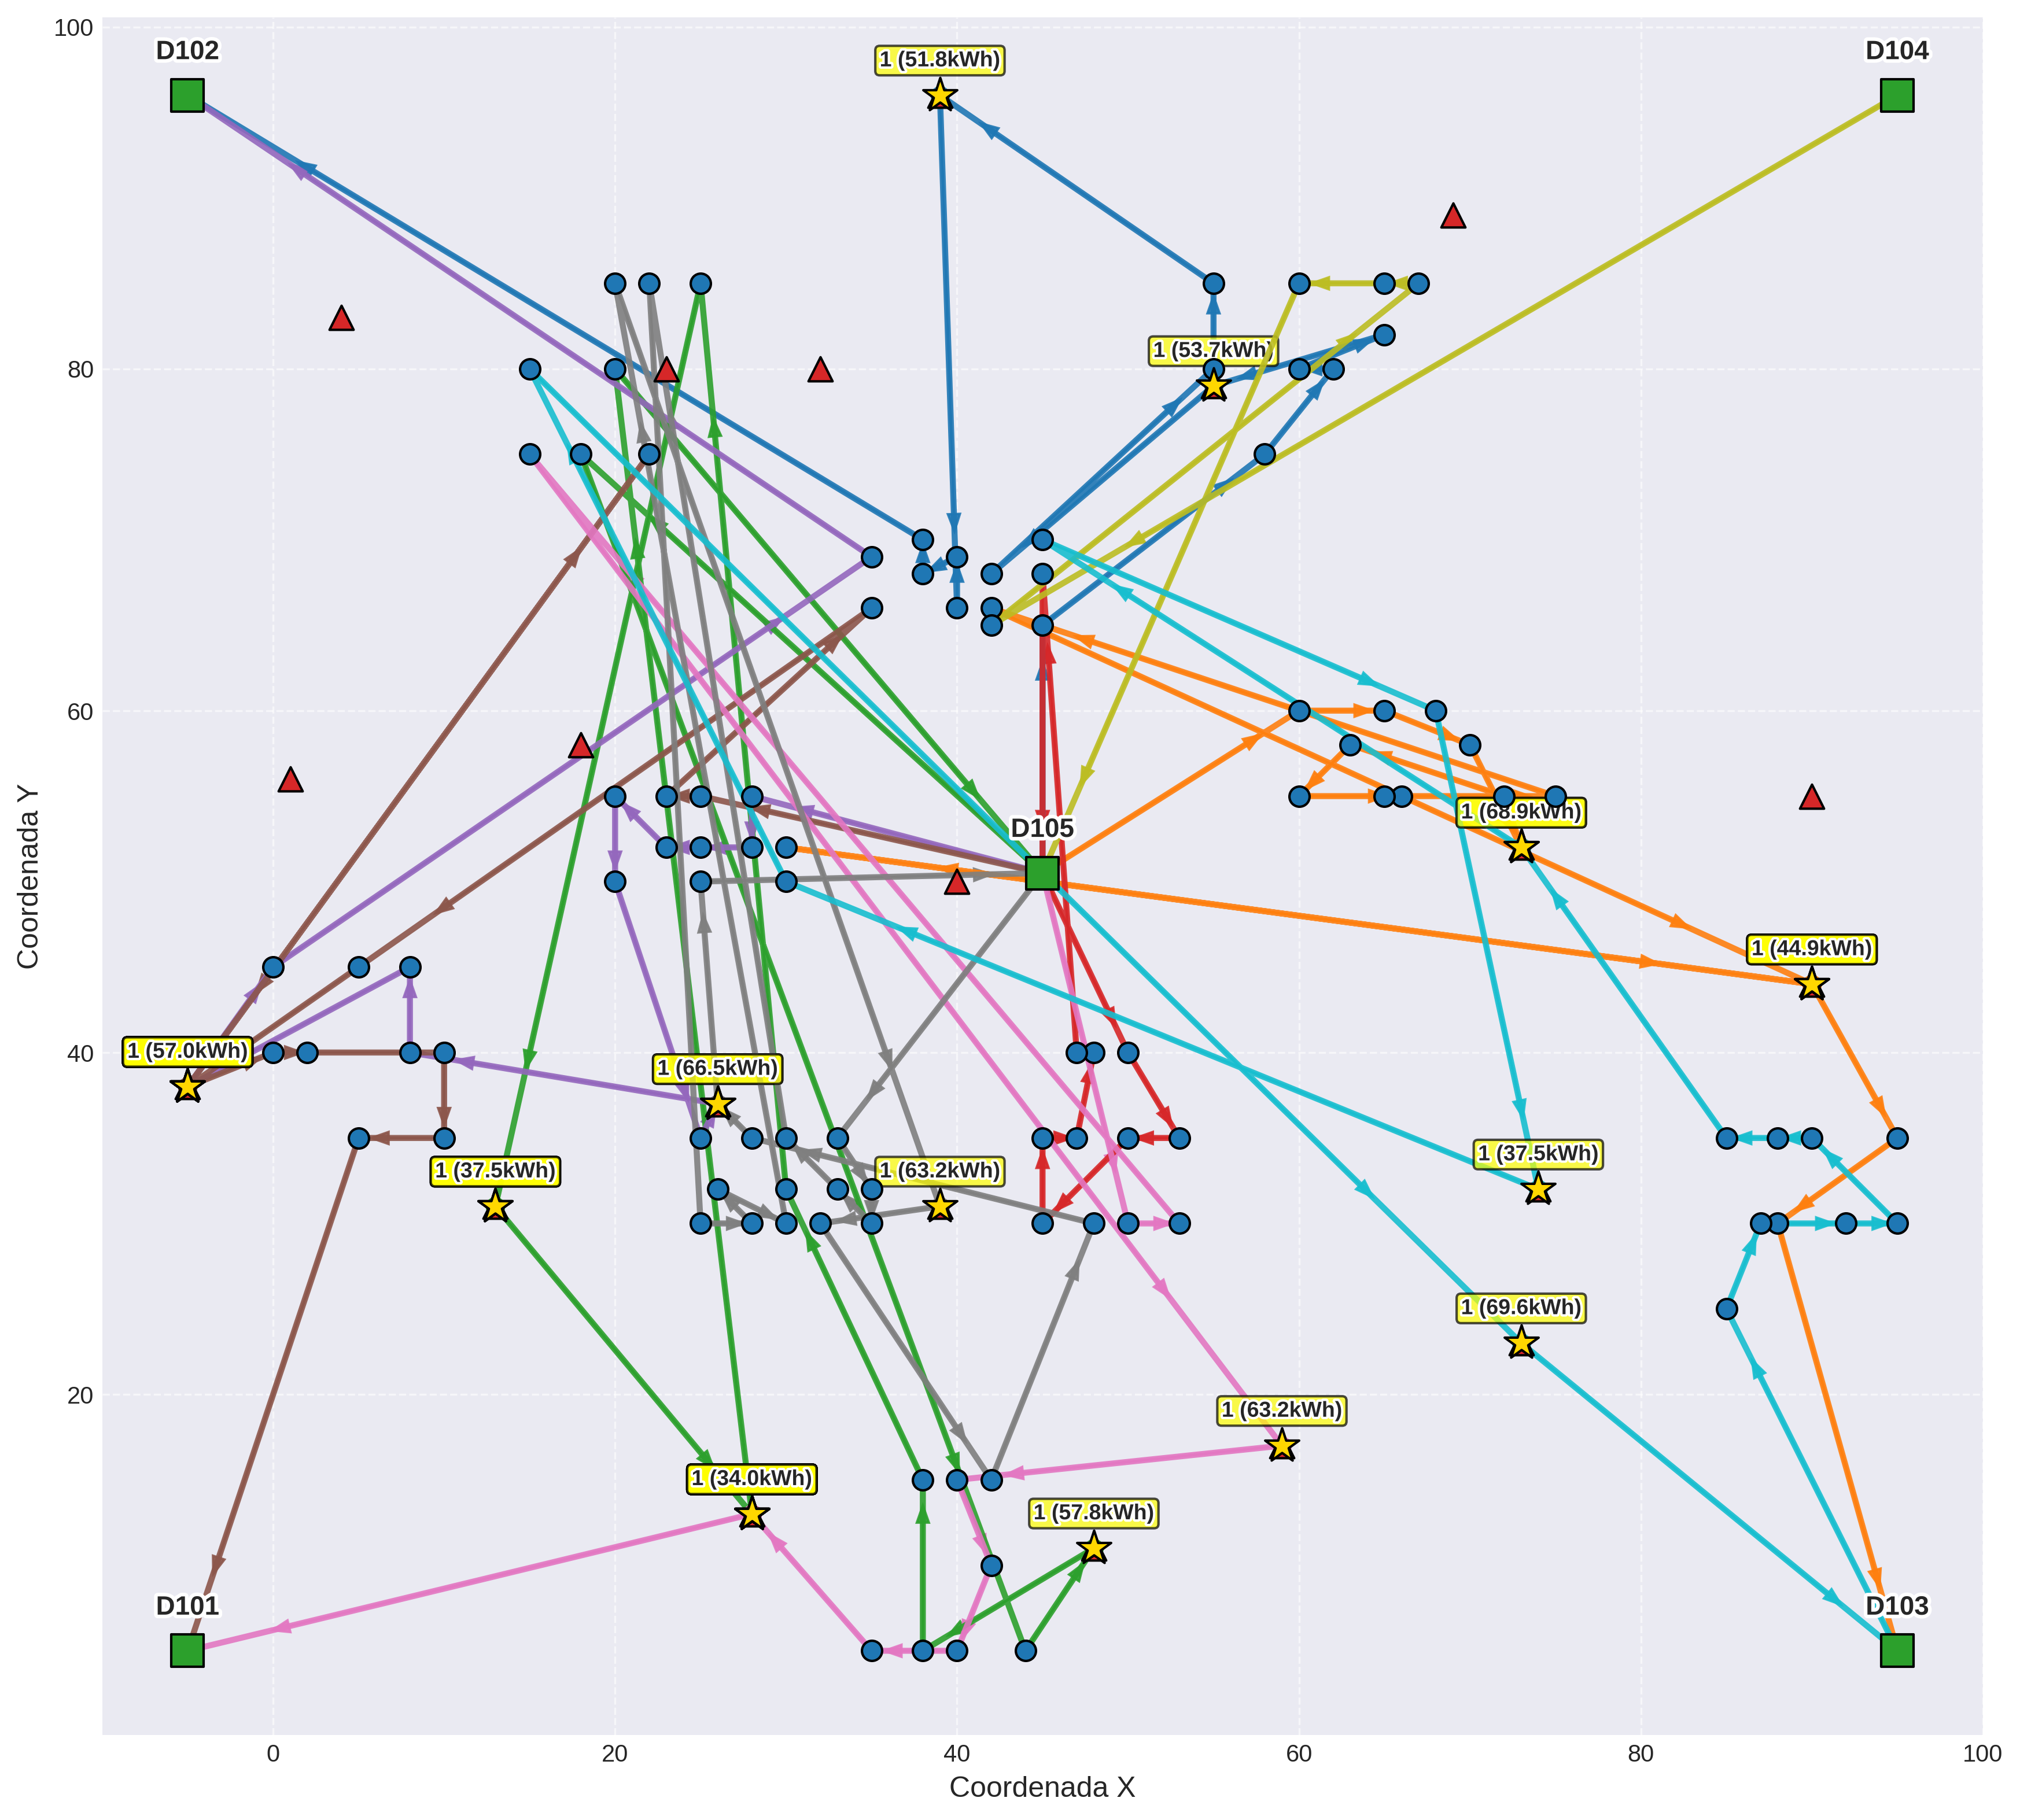 100
D102
D104
1 (51.8kWh)
80
1 (53.7kWh)
60
1 (68.9kWh)
D105
1 (44.9kWh)
Coordenada Y
40
1 (57.0kWh)
1 (66.5kWh)
1 (37.5kWh)
1 (63.2kWh)
1 (37.5kWh)
1 (69.6kWh)
20
1 (63.2kWh)
1 (34.0kWh)
1 (57.8kWh)
D101
D103
0
20
40
60
80
100
Coordenada X